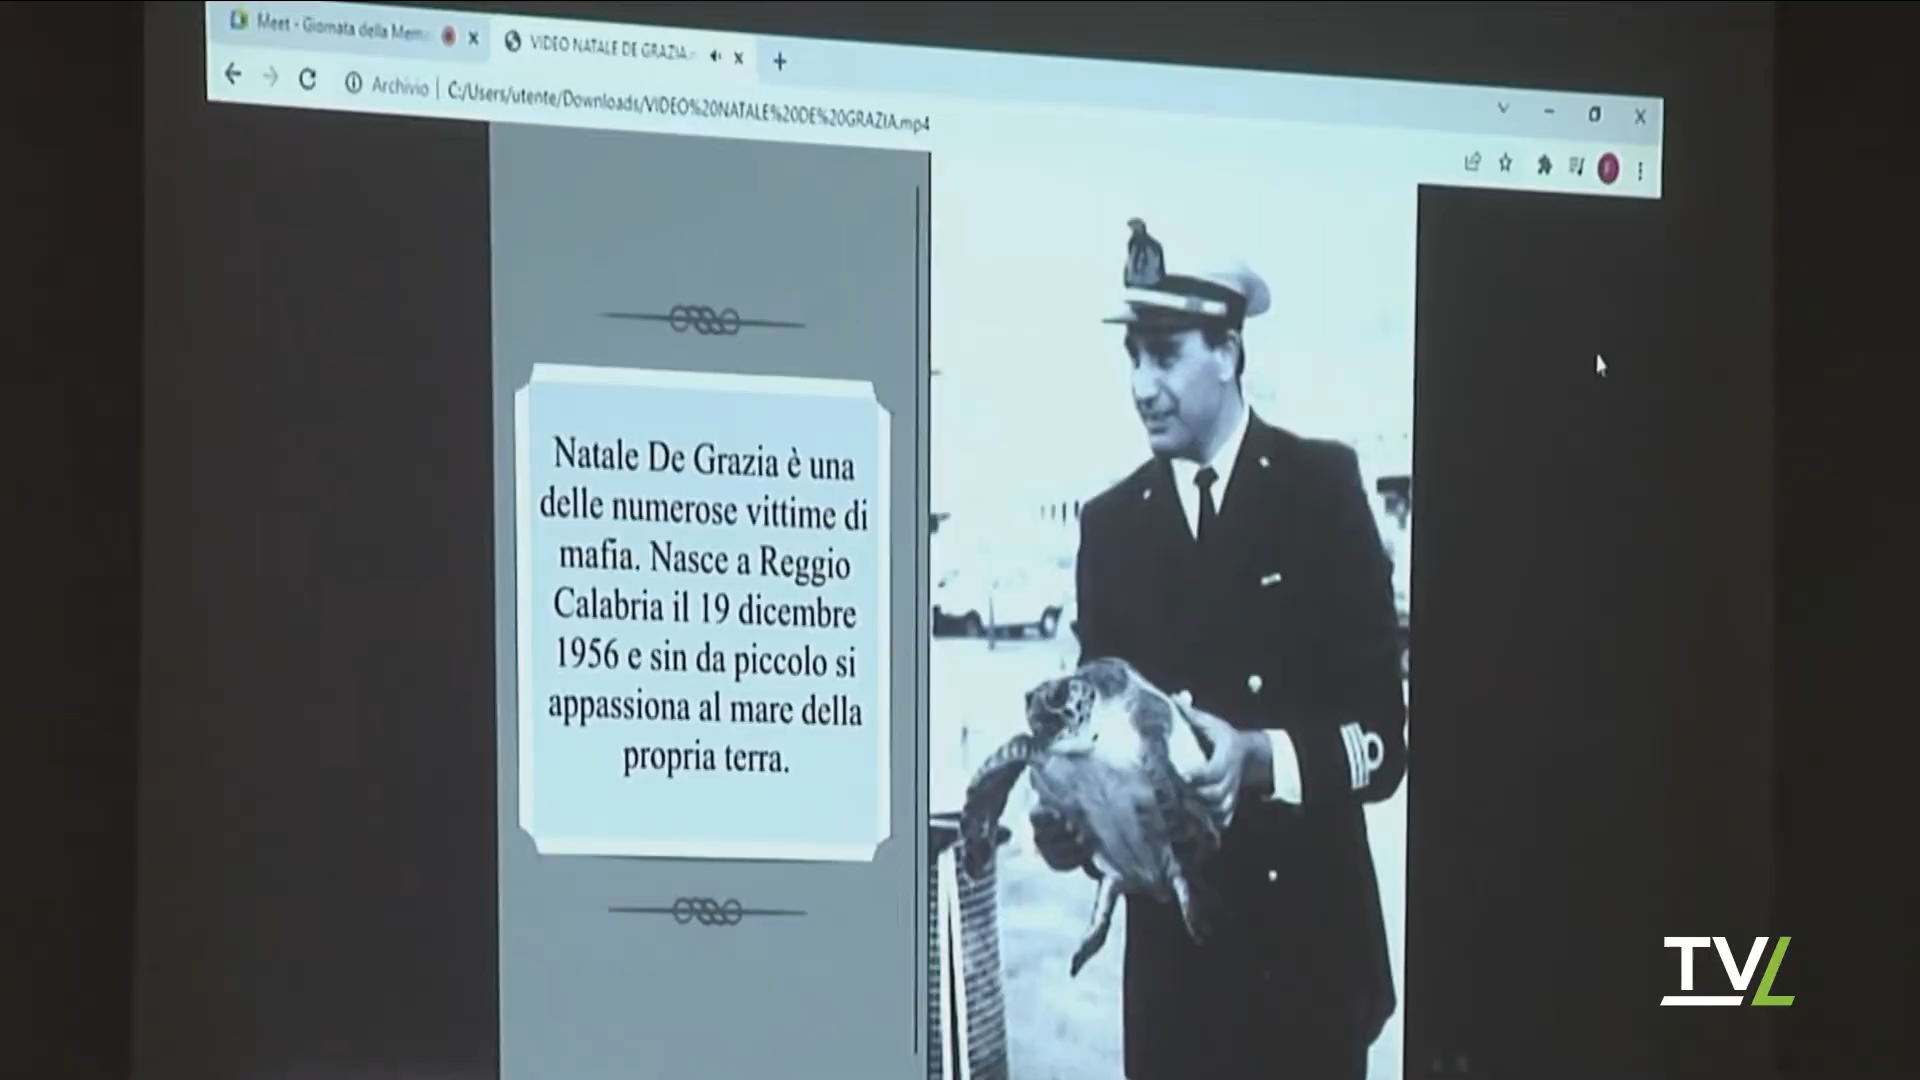 Meet - Giornata della Mem
VIDEO NATALE DE GRAZIA
Archivio | C:/Users/utente/Downloads/VIDEO%20NATALE%20DE%20GRAZIA.mp4
Natale De Grazia è una
delle numerose vittime di
mafia. Nasce a Reggio
Calabria il 19 dicembre
1956 e sin da piccolo si
appassiona al mare della
propria terra.
TVL